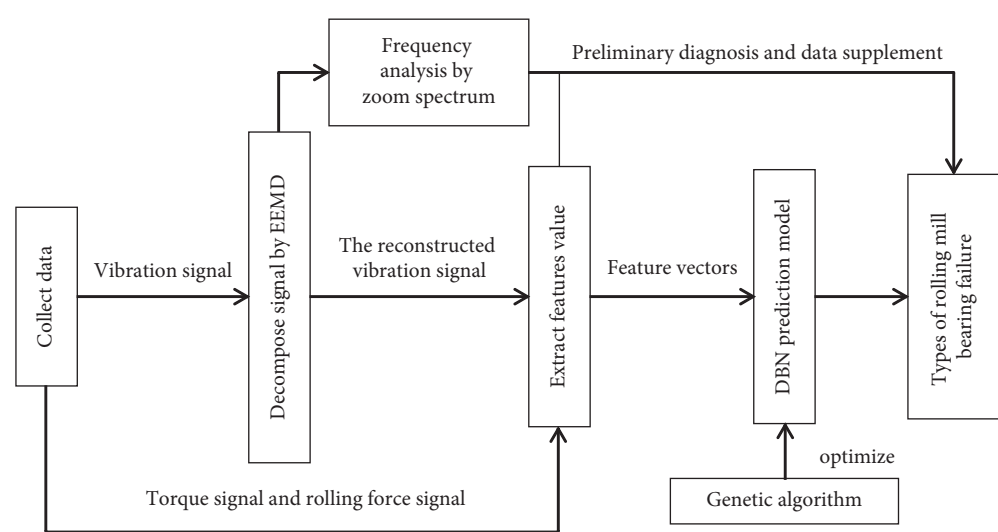 Frequency
analysis by
zoom spectrum
Preliminary diagnosis and data supplement
Collect data
Vibration signal
Decompose signal by EEMD
The reconstructed
vibration signal
Extract features value
Feature vectors
DBN prediction model
Types of rolling mill
bearing failure
optimize
Torque signal and rolling force signal
Genetic algorithm